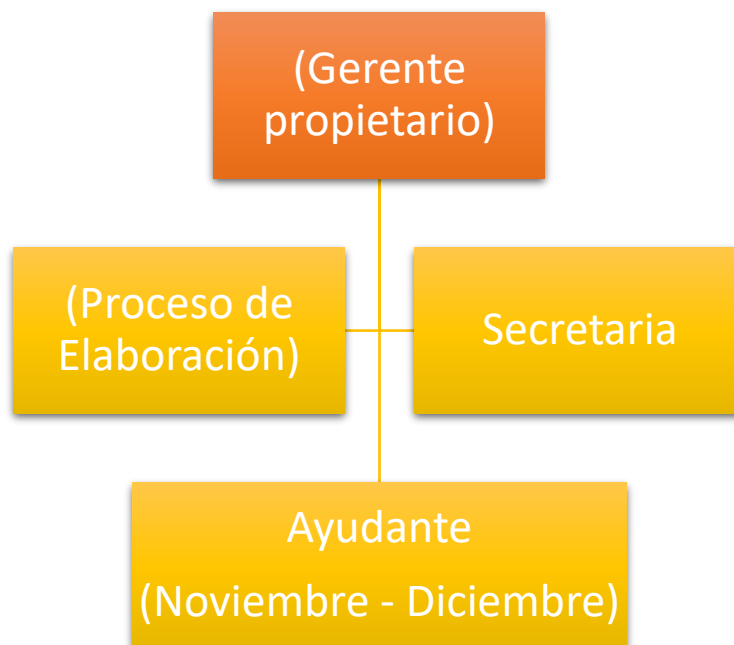 (Gerente
propietario)
(Proceso de
Elaboración)
Secretaria
Ayudante
(Noviembre - Diciembre)